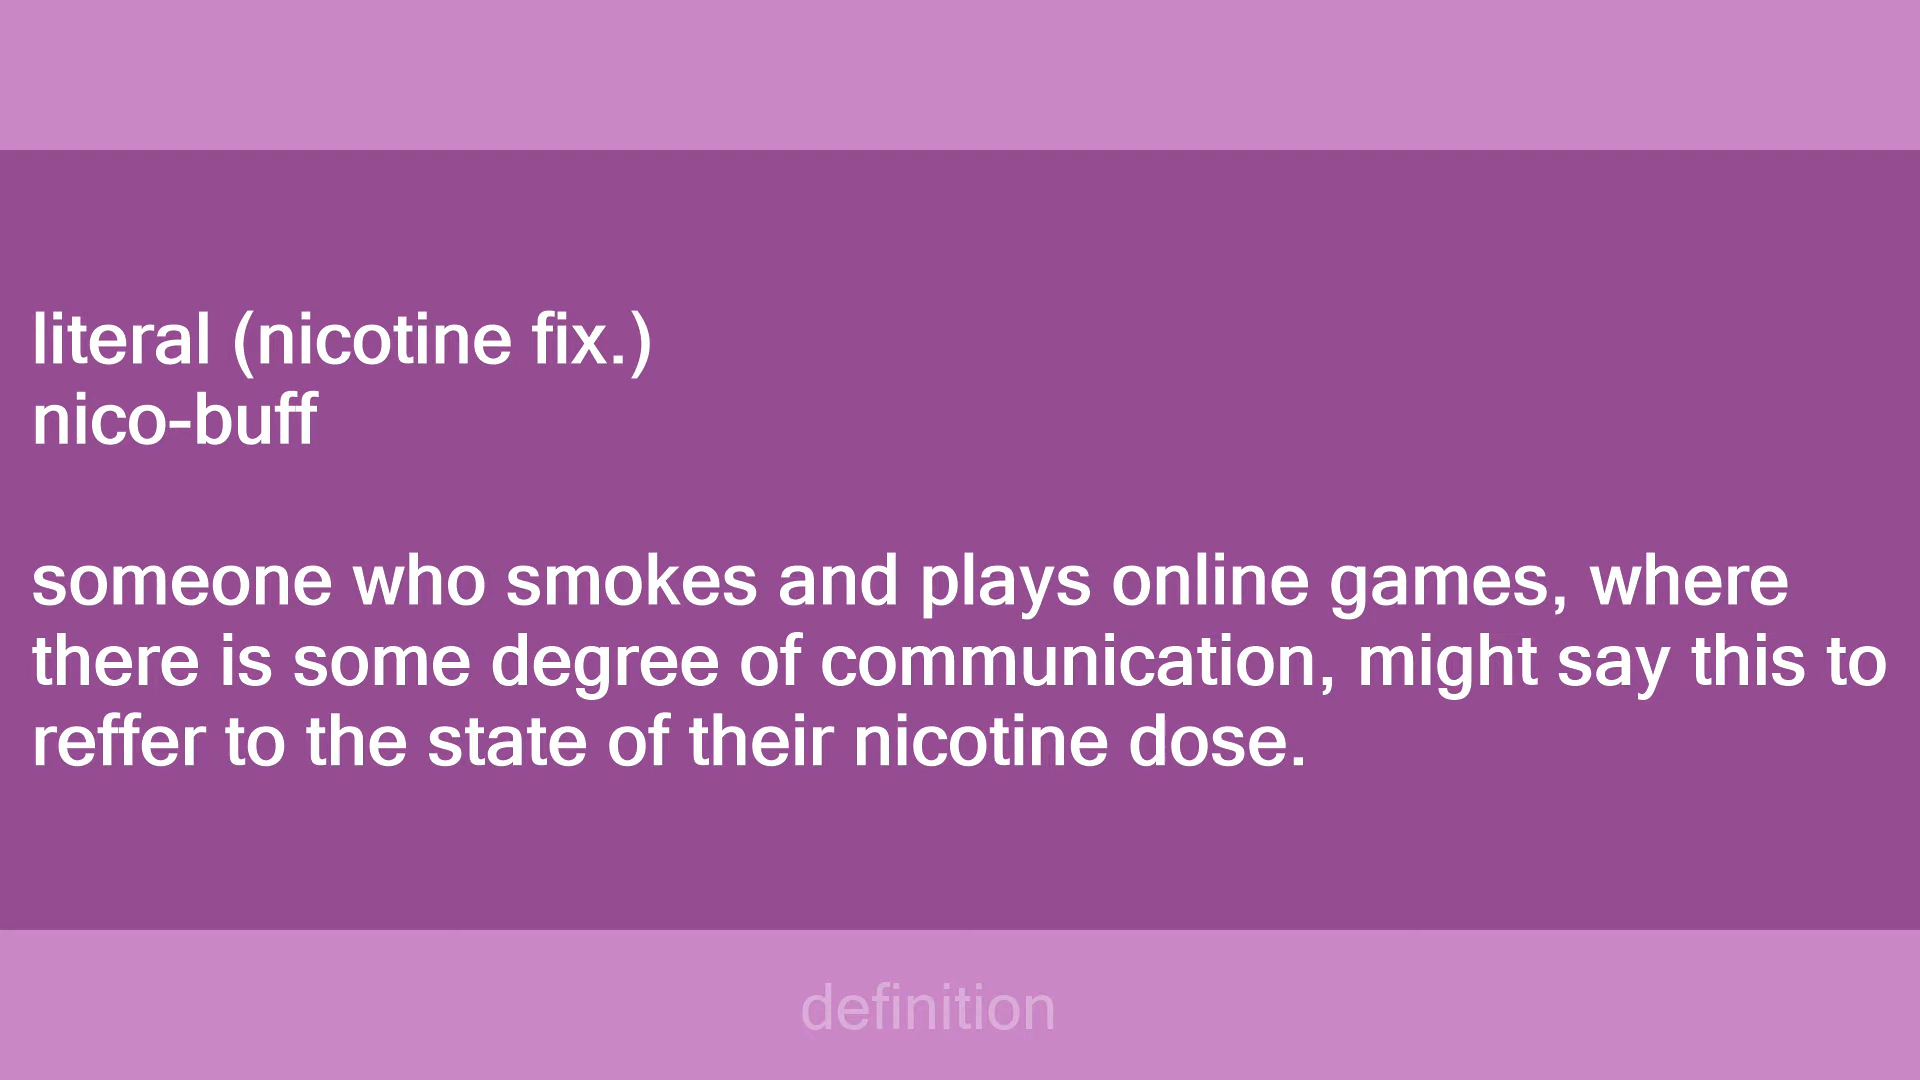 literal (nicotine fix.)
nico-buff
someone who smokes and plays online games, where
there is some degree of communication, might say this to
reffer to the state of their nicotine dose.
definition